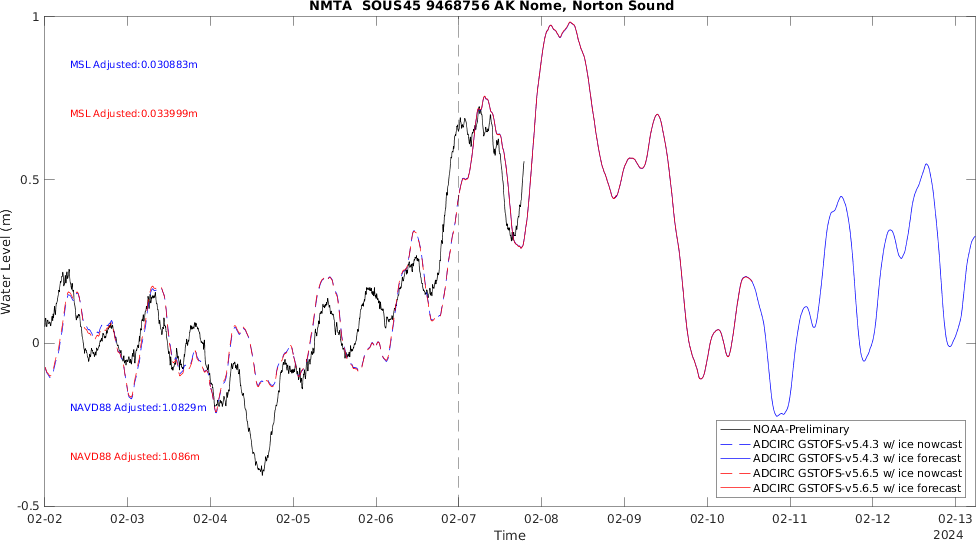 NMTA SOUS45 9468756 AK Nome, Norton Sound
MSL Adjusted:0.030883m
MSL Adjusted:0.033999m
NAVD88 Adjusted:1.0829m
NAVD88 Adjusted:1.086m
Water Level (m)
1
0.5
0
-0.5
02-02 02-03 02-04 02-05 02-06 02-07 02-08 02-09 02-10 02-11 02-12 02-13
2024
Time
NOAA-Preliminary
ADCIRC GSTOFS-v5.4.3 w/ ice nowcast
ADCIRC GSTOFS-v5.4.3 w/ ice forecast
ADCIRC GSTOFS-v5.6.5 w/ ice nowcast
ADCIRC GSTOFS-v5.6.5 w/ ice forecast